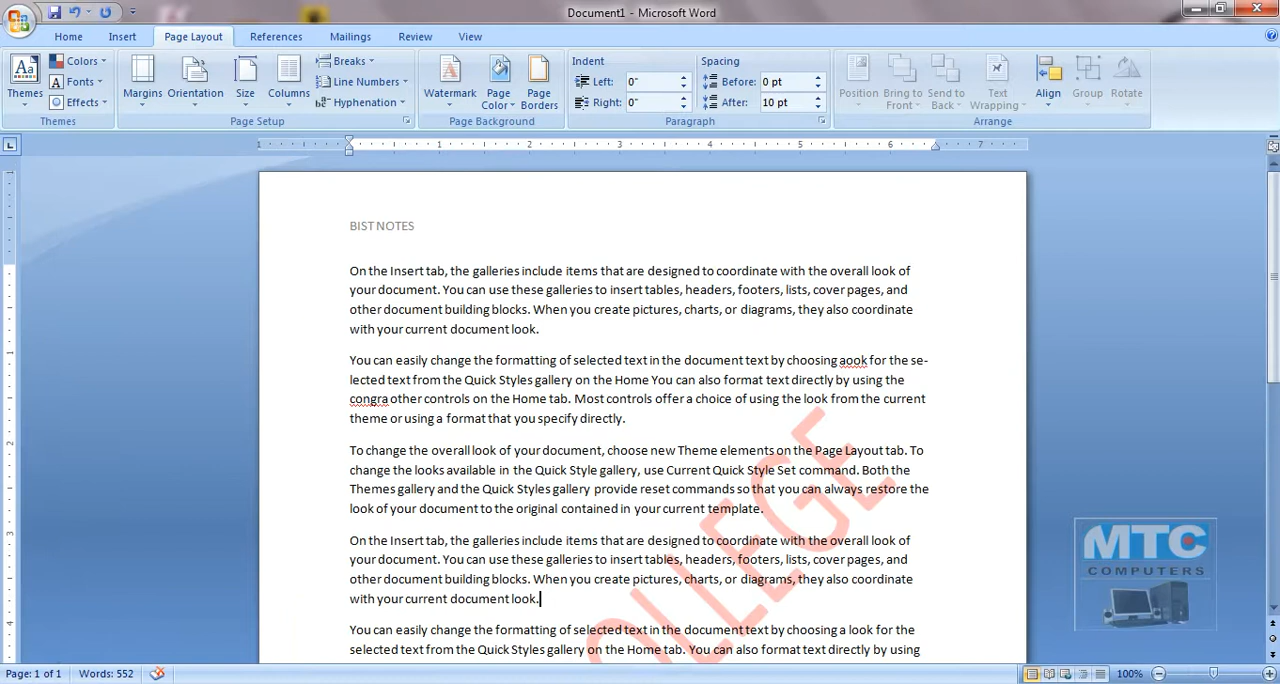 Document1 - Microsoft Word
Home Insert Page Layout References Mailings Review View
Themes
Colors
Fonts
Effects
Themes
Margins
Orientation
Size
Columns
Breaks
Line Numbers
Hyphenation
Page Setup
Watermark
Page Color
Page Borders
Page Background
Indent
Left: 0"
Right: 0"
Spacing
Before: 0 pt
After: 10 pt
Paragraph
Position
Bring to Front
Send to Back
Text Wrapping
Align
Group
Rotate
Arrange
1 1 2 3 4 5 6 7
BIST NOTES
On the Insert tab, the galleries include items that are designed to coordinate with the overall look of
your document. You can use these galleries to insert tables, headers, footers, lists, cover pages, and
other document building blocks. When you create pictures, charts, or diagrams, they also coordinate
with your current document look.
You can easily change the formatting of selected text in the document text by choosing aook for the se-
lected text from the Quick Styles gallery on the Home You can also format text directly by using the
congra other controls on the Home tab. Most controls offer a choice of using the look from the current
theme or using a format that you specify directly.
To change the overall look of your document, choose new Theme elements on the Page Layout tab. To
change the looks available in the Quick Style gallery, use Current Quick Style Set command. Both the
Themes gallery and the Quick Styles gallery provide reset commands so that you can always restore the
look of your document to the original contained in your current template.
On the Insert tab, the galleries include items that are designed to coordinate with the overall look of
your document. You can use these galleries to insert tables, headers, footers, lists, cover pages, and
other document building blocks. When you create pictures, charts, or diagrams, they also coordinate
with your current document look.
You can easily change the formatting of selected text in the document text by choosing a look for the
selected text from the Quick Styles gallery on the Home tab. You can also format text directly by using
OLLEGE
MTC
COMPUTERS
Page: 1 of 1 Words: 552 100%